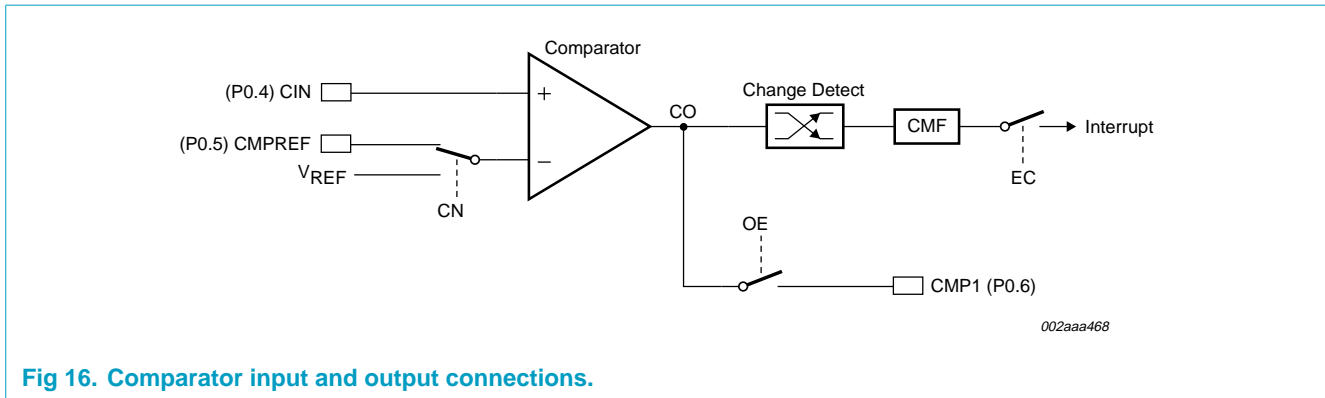 Comparator
(P0.4) CIN
+
CO
Change Detect
CMF
Interrupt
(P0.5) CMPREF
−
VREF
CN
EC
OE
CMP1 (P0.6)
002aaa468
Fig 16. Comparator input and output connections.